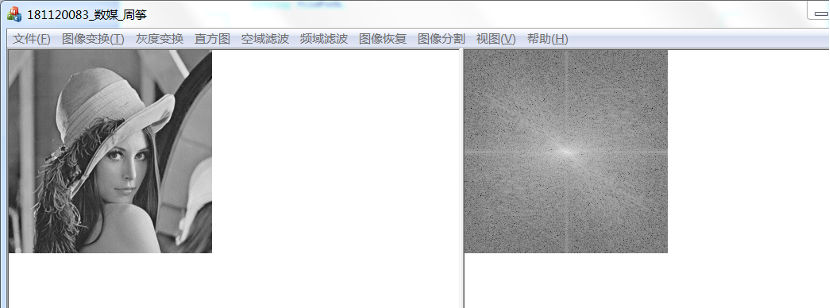 181120083_数媒_周筝
文件(F) 图像变换(T) 灰度变换 直方图 空域滤波 频域滤波 图像恢复 图像分割 视图(V) 帮助(H)